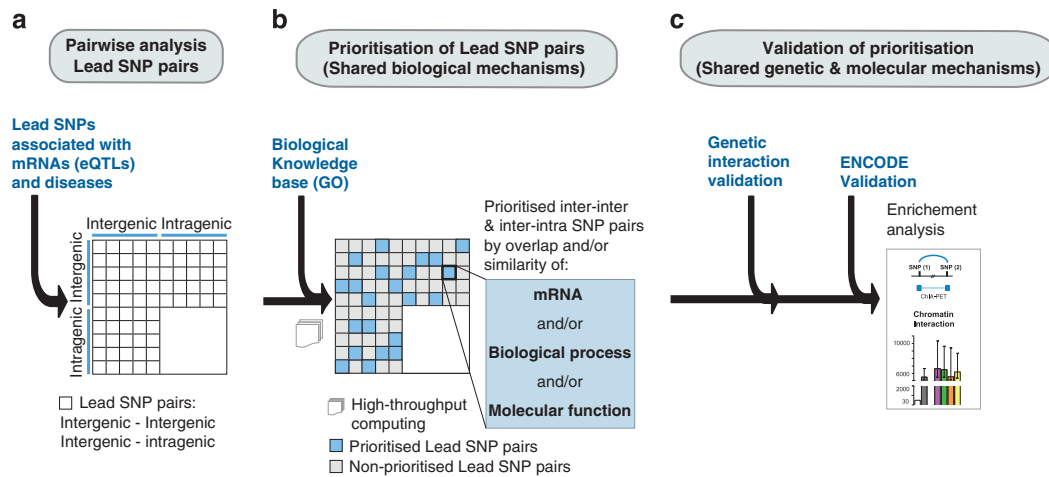 a
Pairwise analysis
Lead SNP pairs
Lead SNPs
associated with
mRNAs (eQTLs)
and diseases
Intergenic Intragenic
Intergenic
Intragenic
Lead SNP pairs:
Intergenic - Intergenic
Intergenic - intragenic
b
Prioritisation of Lead SNP pairs
(Shared biological mechanisms)
Biological
Knowledge
base (GO)
Prioritised inter-inter
& inter-intra SNP pairs
by overlap and/or
similarity of:
mRNA
and/or
Biological process
and/or
Molecular function
High-throughput
computing
Prioritised Lead SNP pairs
Non-prioritised Lead SNP pairs
c
Validation of prioritisation
(Shared genetic & molecular mechanisms)
Genetic
interaction
validation
ENCODE
Validation
Enrichement
analysis
SNP (1) SNP (2)
ChIA-PET
Chromatin
Interaction
10000
6000
2000
30